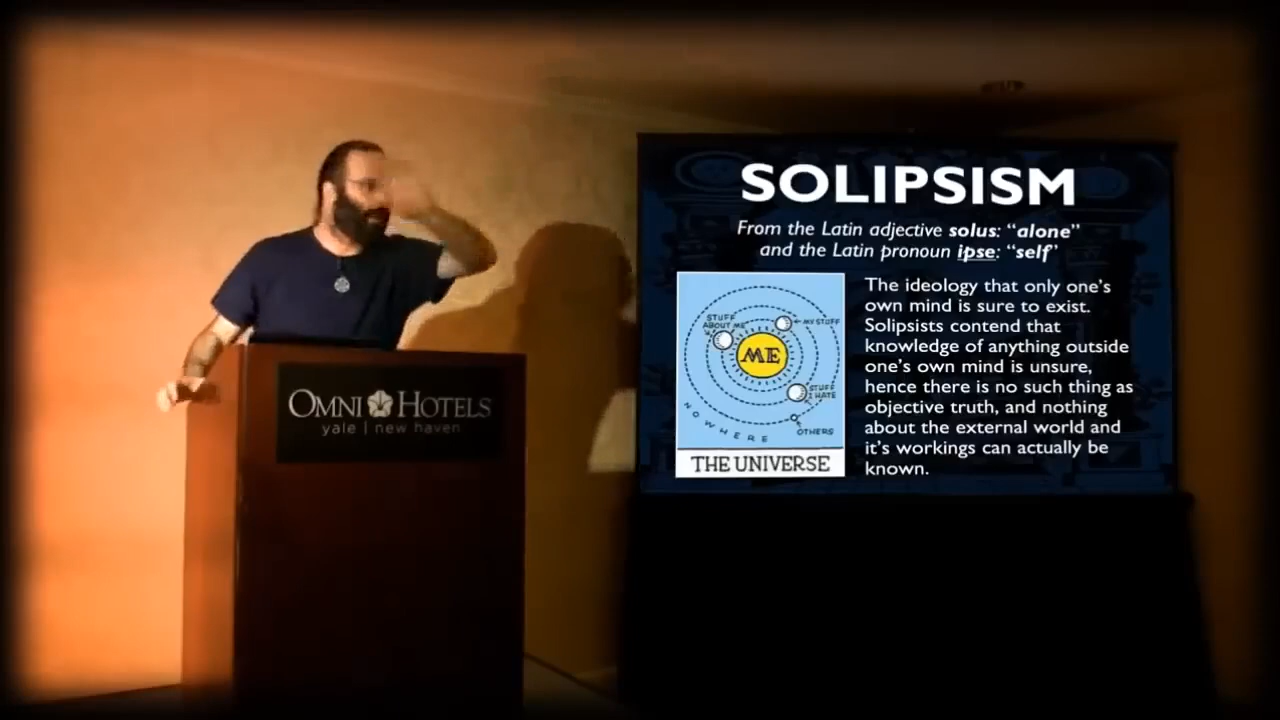 SOLIPSISM
From the Latin adjective solus: “alone”
and the Latin pronoun ipse: “self’
The ideology that only one’s
own mind is sure to exist.
Solipsists contend that
knowledge of anything outside
one’s own mind is unsure,
hence there is no such thing as
objective truth, and nothing
about the external world and
it’s workings can actually be
known.
STUFF
ABOUT ME
MY STUFF
ME
STUFF
I HATE
OTHERS
NOWHERE
THE UNIVERSE
OMNI HOTELS
yale | new haven